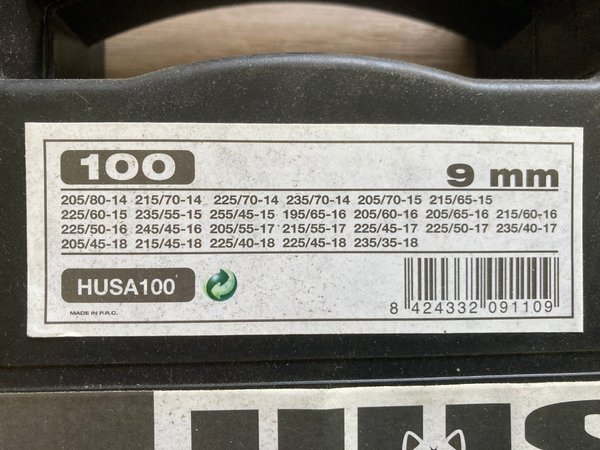 100 9 mm
205/80-14 215/70-14 225/70-14 235/70-14 205/70-15 215/65-15
225/60-15 235/55-15 255/45-15 195/65-16 205/60-16 205/65-16 215/60-16
225/50-16 245/45-16 205/55-17 215/55-17 225/45-17 225/50-17 235/40-17
205/45-18 215/45-18 225/40-18 225/45-18 235/35-18
HUSA100
MADE IN P.R.C.
8 424332 091109